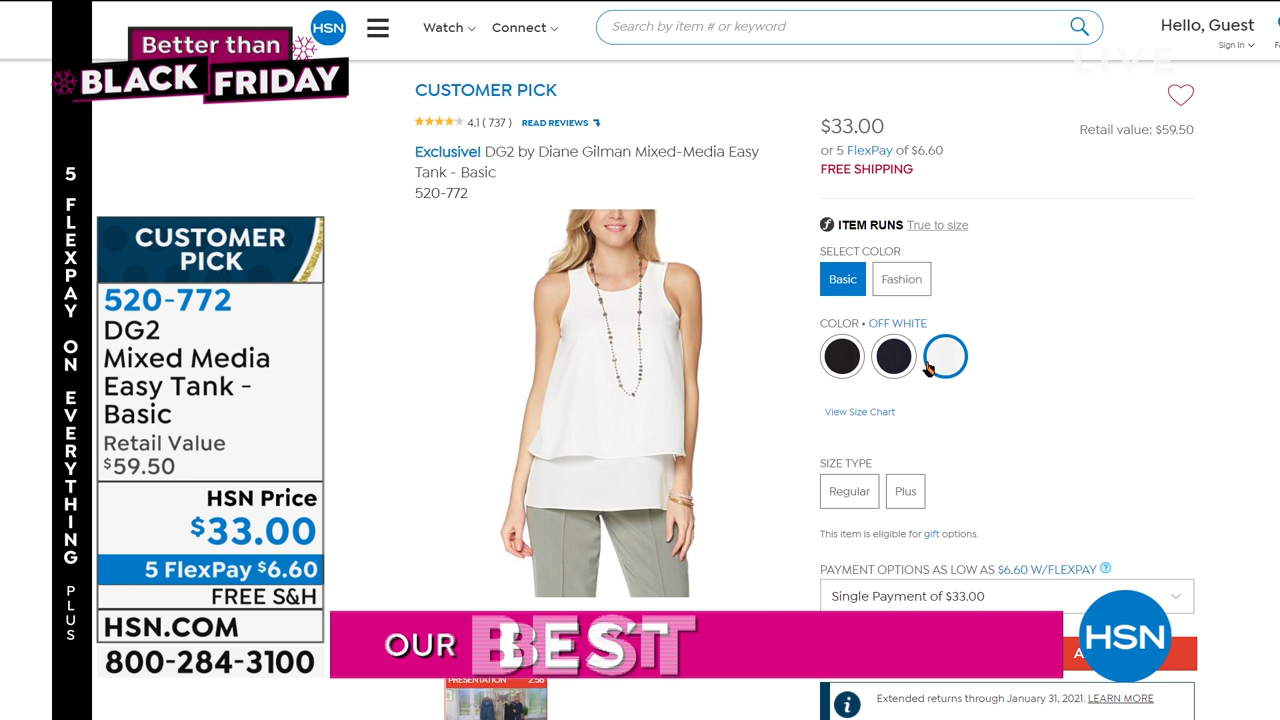 Better than
BLACK FRIDAY
HSN
Watch
Connect
Search by item # or keyword
Hello, Guest
Sign In
LIVE
5 FLEXPAY ON EVERYTHING PLUS
CUSTOMER
PICK
520-772
DG2
Mixed Media
Easy Tank -
Basic
Retail Value
$59.50
HSN Price
$33.00
5 FlexPay $6.60
FREE S&H
HSN.COM
800-284-3100
CUSTOMER PICK
4.1 ( 737 ) READ REVIEWS
Exclusive! DG2 by Diane Gilman Mixed-Media Easy
Tank - Basic
520-772
$33.00
Retail value: $59.50
or 5 FlexPay of $6.60
FREE SHIPPING
ITEM RUNS True to size
SELECT COLOR
Basic
Fashion
COLOR • OFF WHITE
View Size Chart
SIZE TYPE
Regular
Plus
This item is eligible for gift options.
PAYMENT OPTIONS AS LOW AS $6.60 W/FLEXPAY ?
Single Payment of $33.00
OUR BEST
HSN
PRESENTATION 2:56
Extended returns through January 31, 2021. LEARN MORE